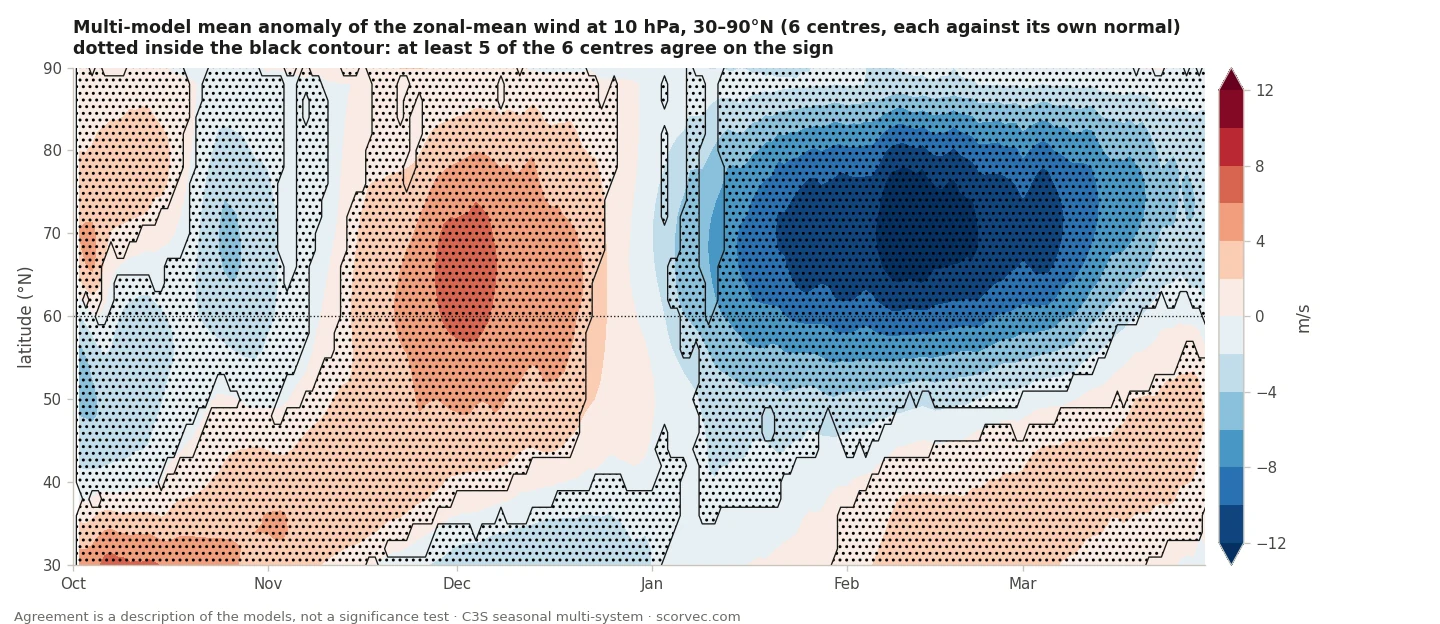 Multi-model mean anomaly of the zonal-mean wind at 10 hPa, 30–90°N (6 centres, each against its own normal)
dotted inside the black contour: at least 5 of the 6 centres agree on the sign
90
80
70
60
50
40
30
latitude (°N)
Oct
Nov
Dec
Jan
Feb
Mar
12
8
4
0
−4
−8
−12
m/s
Agreement is a description of the models, not a significance test · C3S seasonal multi-system · scorvec.com